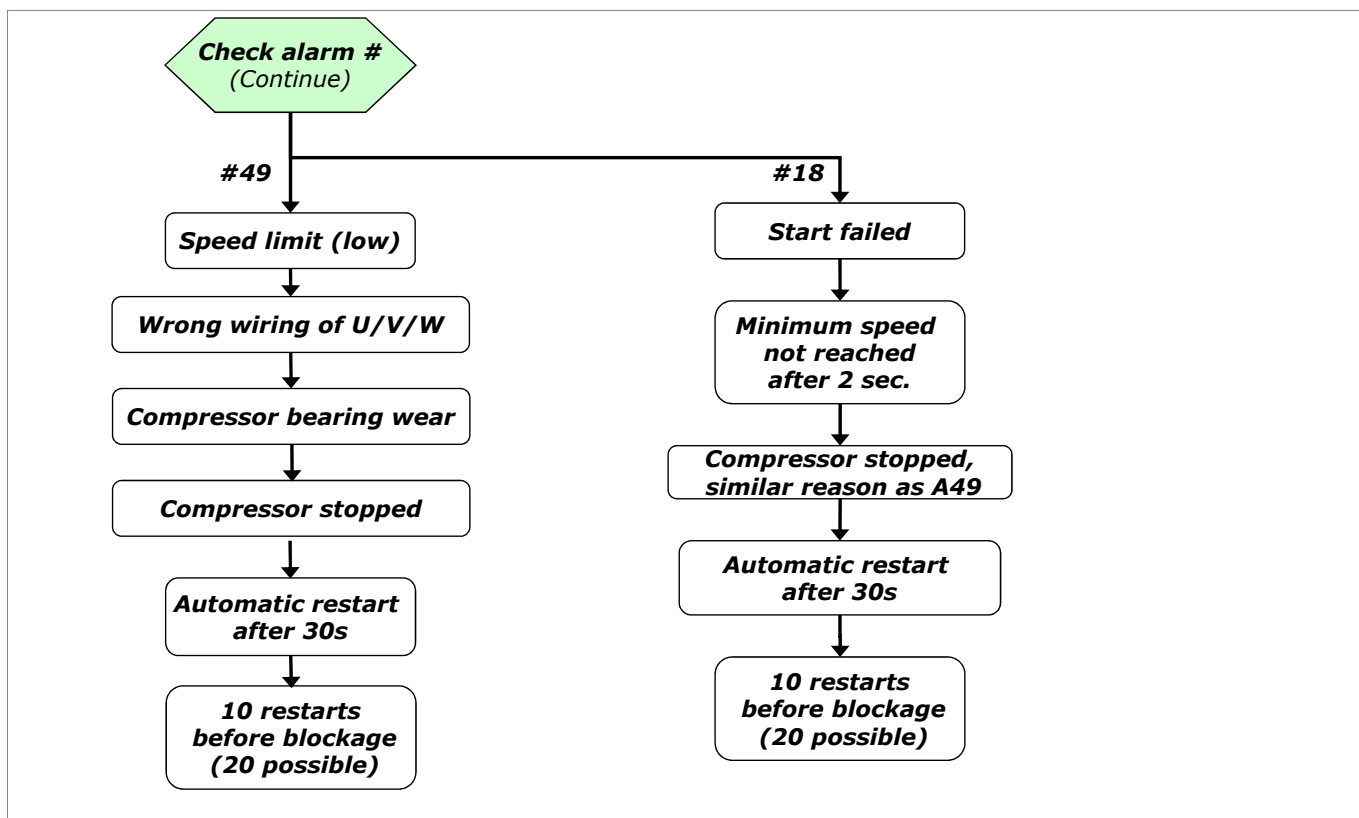 Check alarm #
(Continue)
#49
Speed limit (low)
Wrong wiring of U/V/W
Compressor bearing wear
Compressor stopped
Automatic restart
after 30s
10 restarts
before blockage
(20 possible)
#18
Start failed
Minimum speed
not reached
after 2 sec.
Compressor stopped,
similar reason as A49
Automatic restart
after 30s
10 restarts
before blockage
(20 possible)